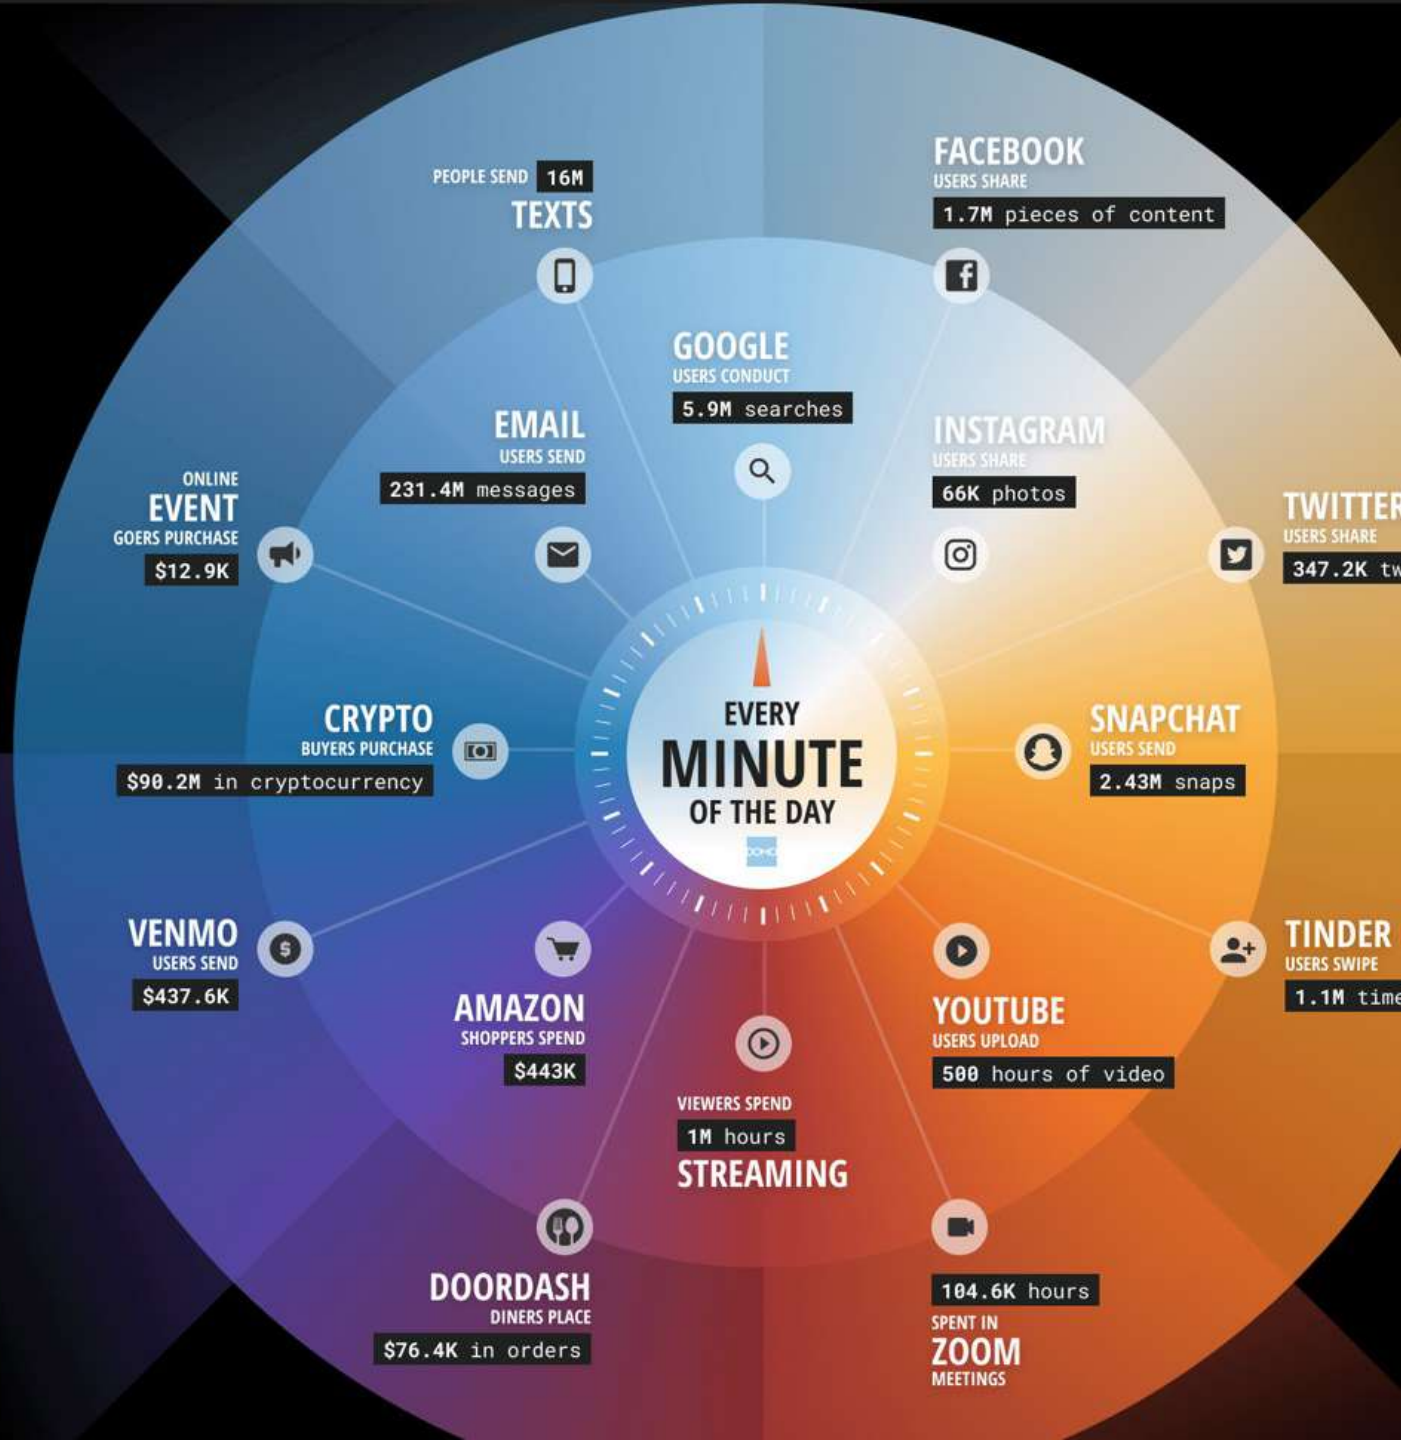 PEOPLE SEND 16M
TEXTS
FACEBOOK
USERS SHARE
1.7M pieces of content
GOOGLE
USERS CONDUCT
5.9M searches
EMAIL
USERS SEND
231.4M messages
INSTAGRAM
USERS SHARE
66K photos
ONLINE
EVENT
GOERS PURCHASE
$12.9K
TWITTER
USERS SHARE
347.2K tw
CRYPTO
BUYERS PURCHASE
$90.2M in cryptocurrency
EVERY
MINUTE
OF THE DAY
DOMO
SNAPCHAT
USERS SEND
2.43M snaps
VENMO
USERS SEND
$437.6K
AMAZON
SHOPPERS SPEND
$443K
VIEWERS SPEND
1M hours
STREAMING
YOUTUBE
USERS UPLOAD
500 hours of video
TINDER
USERS SWIPE
1.1M time
DOORDASH
DINERS PLACE
$76.4K in orders
104.6K hours
SPENT IN
ZOOM
MEETINGS